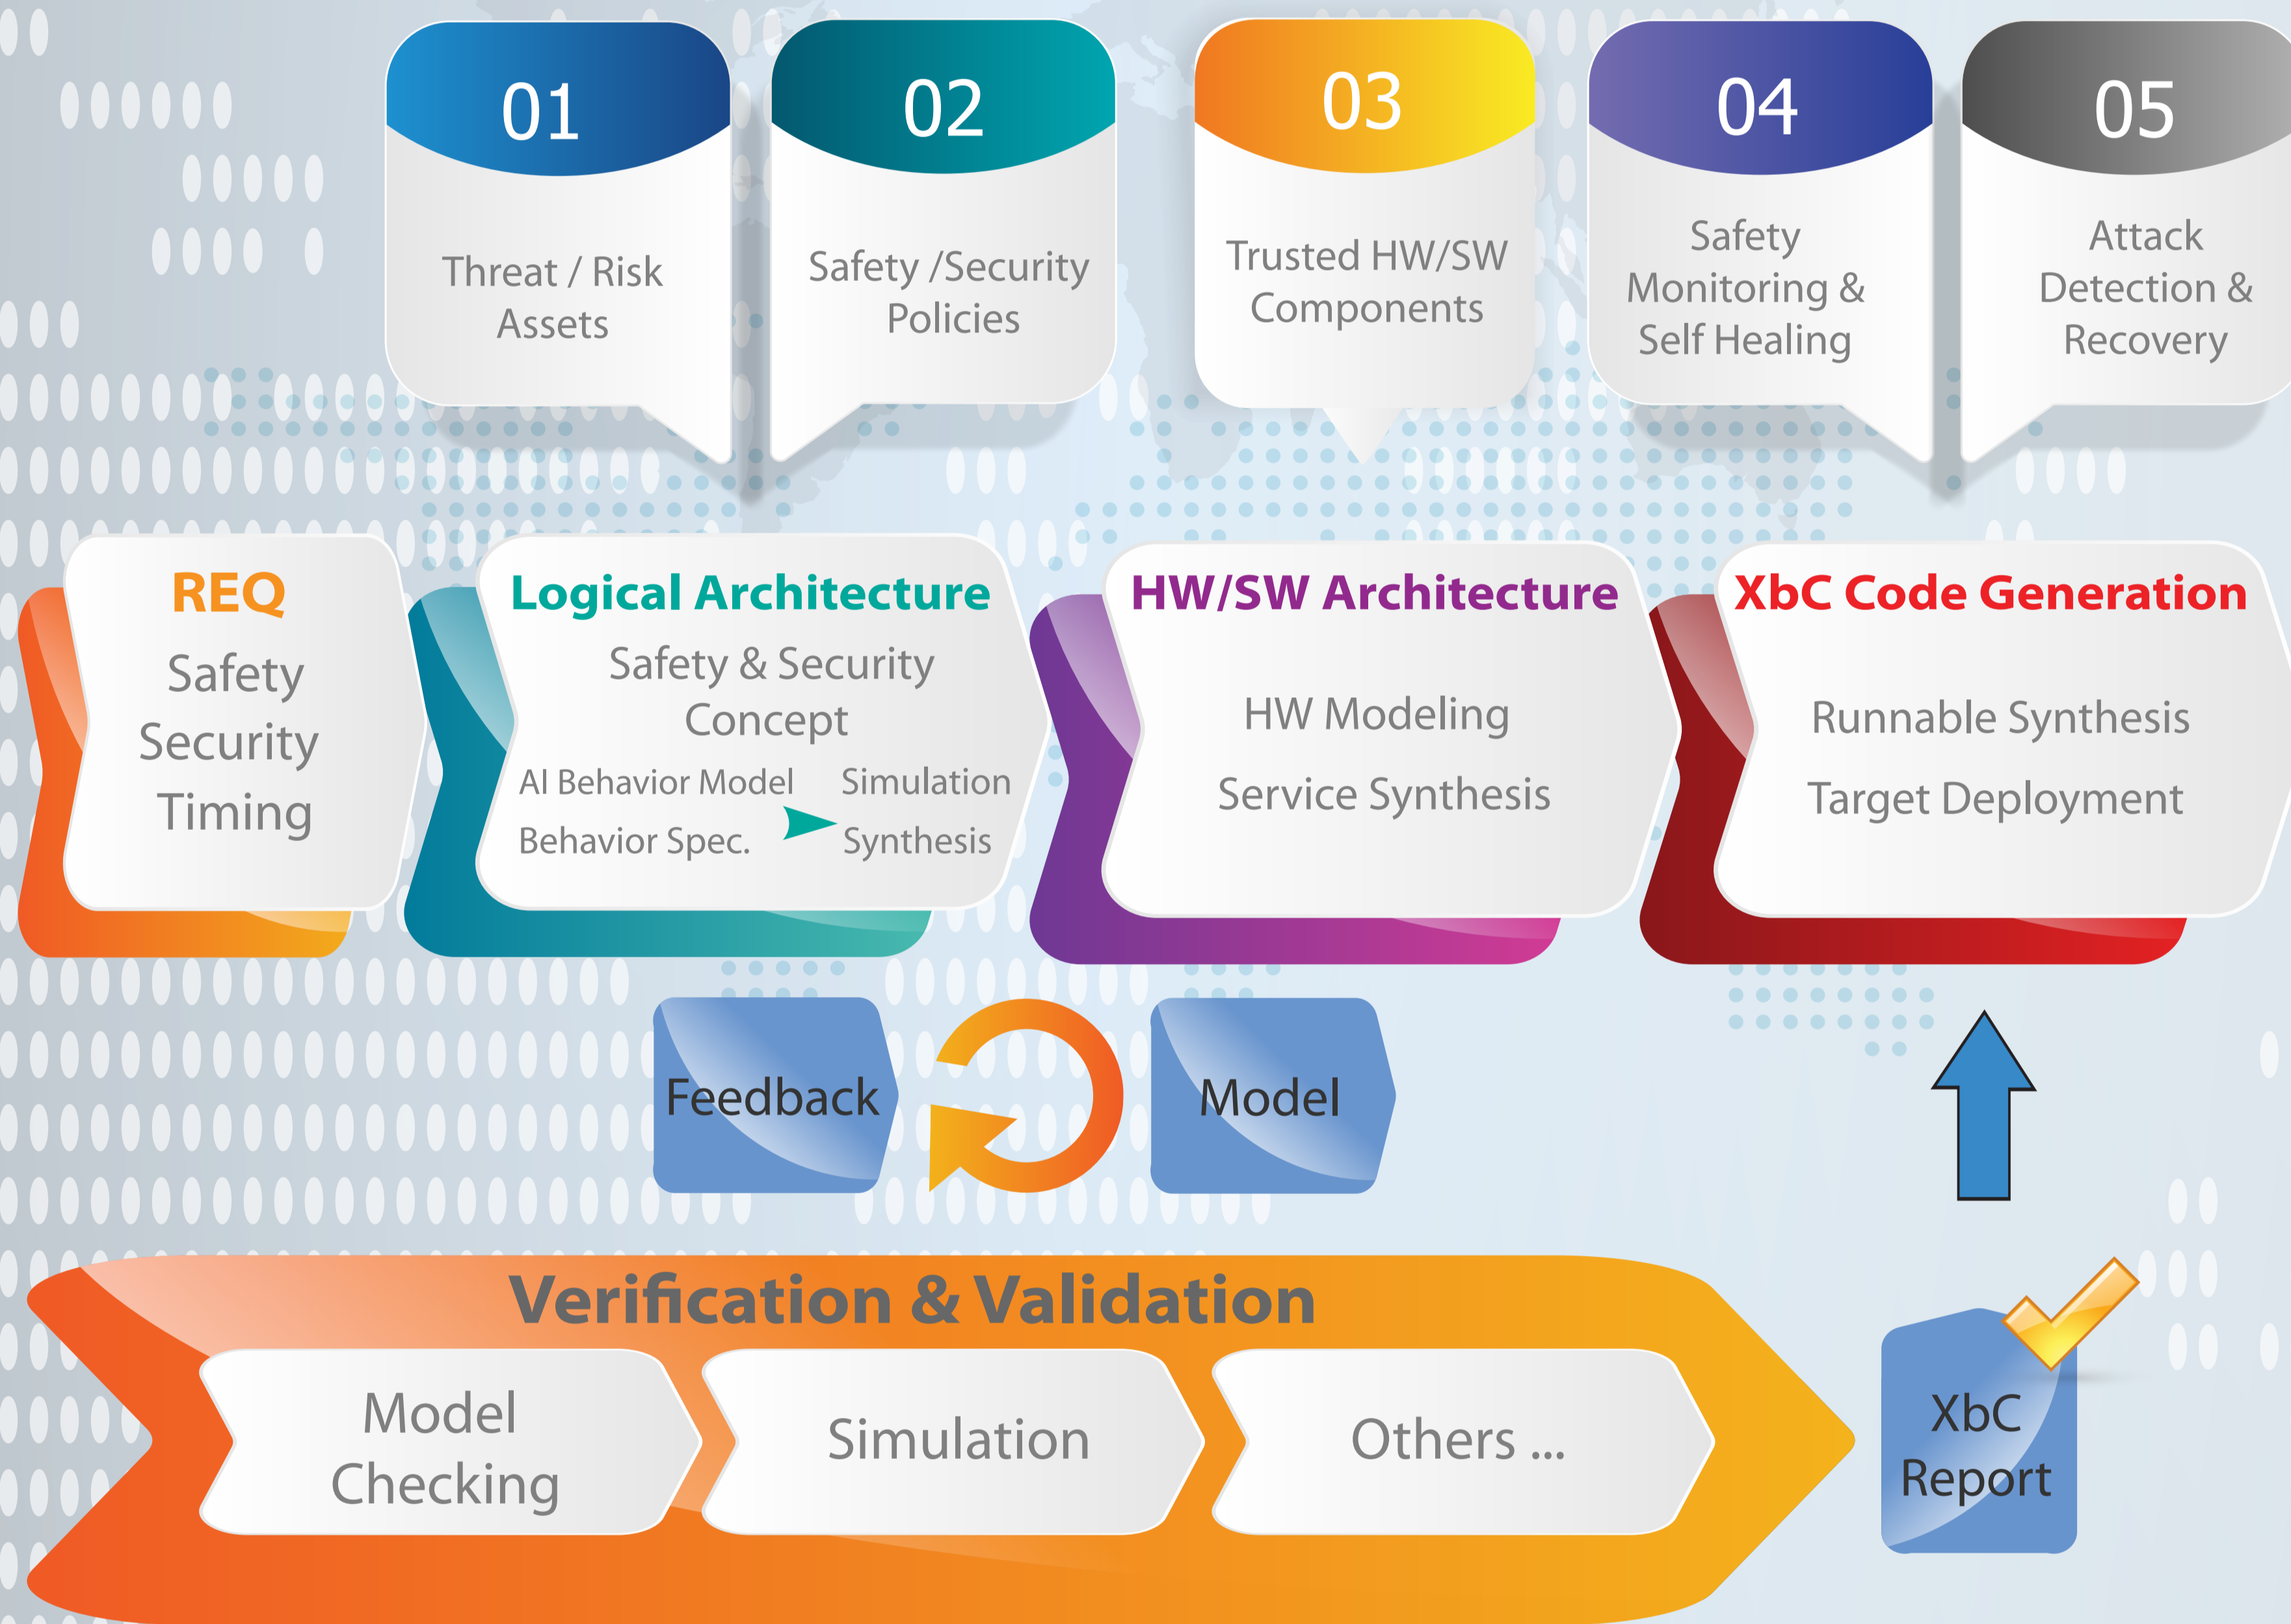 01
Threat / Risk
Assets
02
Safety /Security
Policies
03
Trusted HW/SW
Components
04
Safety
Monitoring &
Self Healing
05
Attack
Detection &
Recovery
REQ
Safety
Security
Timing
Logical Architecture
Safety & Security
Concept
AI Behavior Model
Simulation
Behavior Spec.
Synthesis
HW/SW Architecture
HW Modeling
Service Synthesis
XbC Code Generation
Runnable Synthesis
Target Deployment
Feedback
Model
Verification & Validation
Model
Checking
Simulation
Others ...
XbC
Report